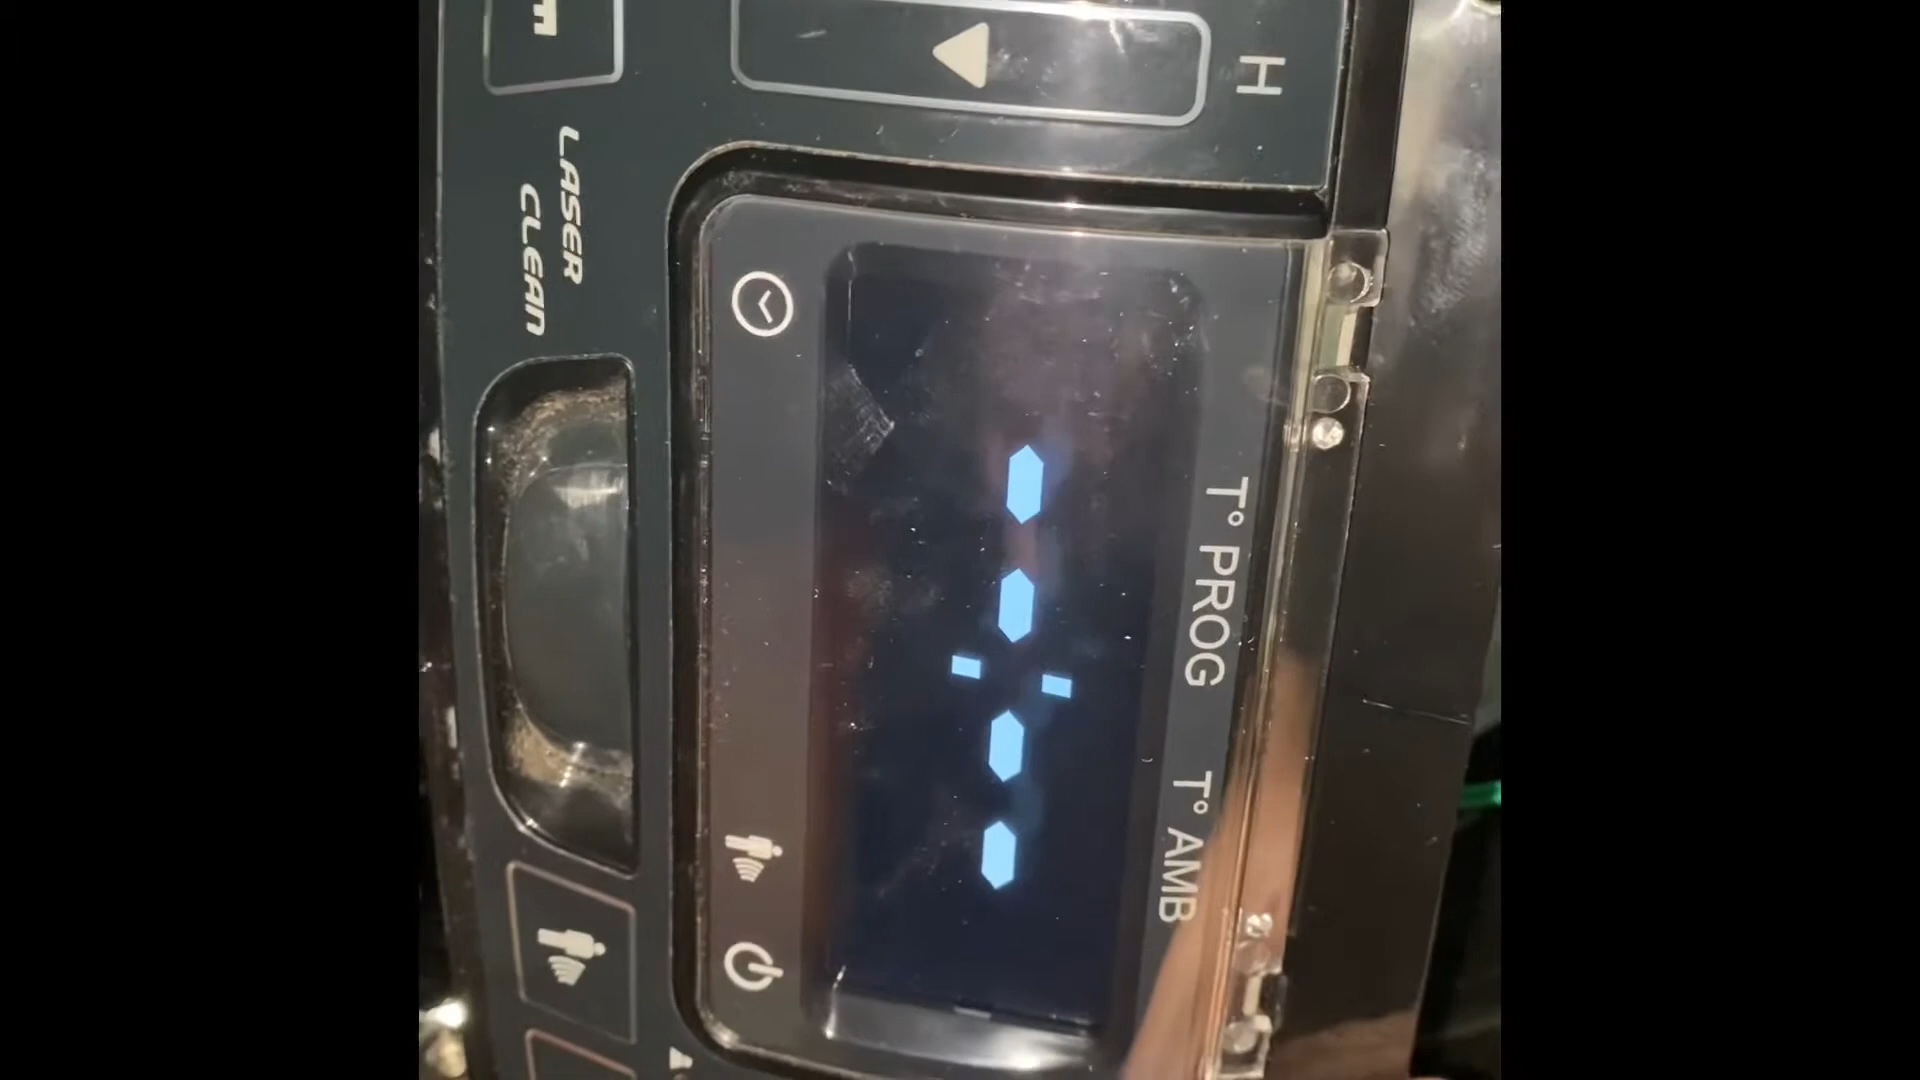 H
T° PROG T° AMB
--:--
LASER
CLEAN